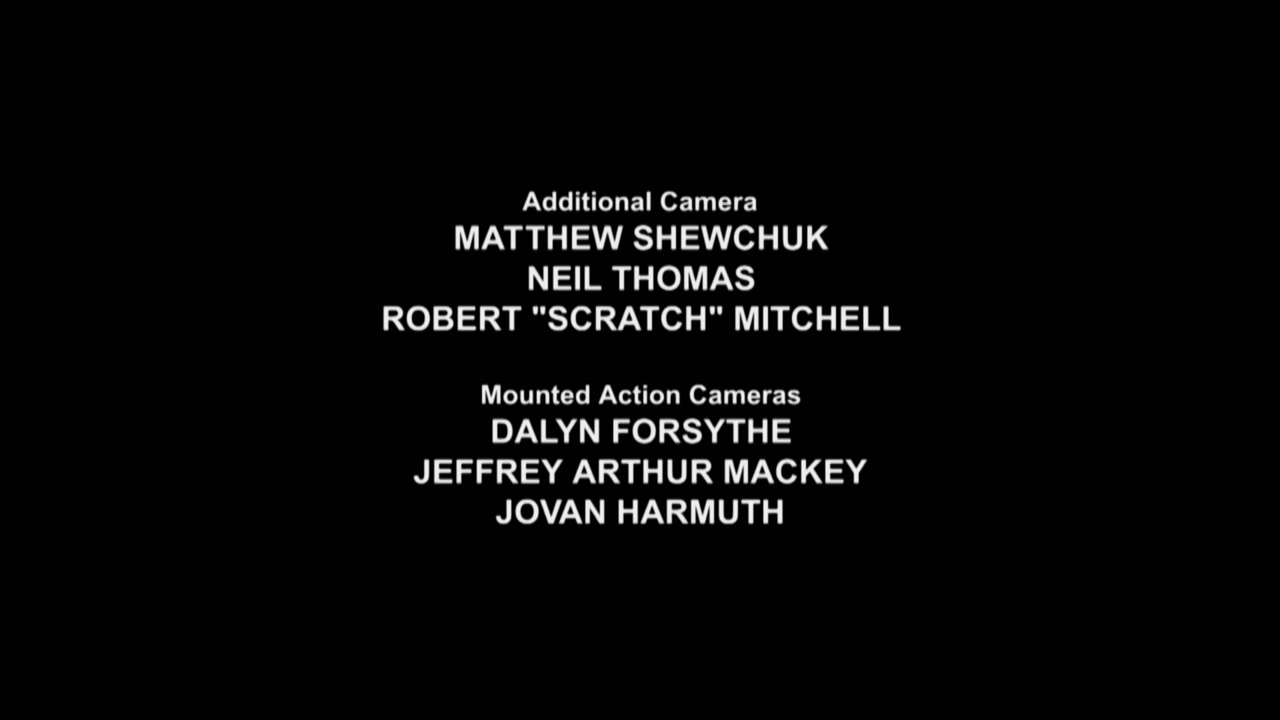 Additional Camera
MATTHEW SHEWCHUK
NEIL THOMAS
ROBERT "SCRATCH" MITCHELL
Mounted Action Cameras
DALYN FORSYTHE
JEFFREY ARTHUR MACKEY
JOVAN HARMUTH